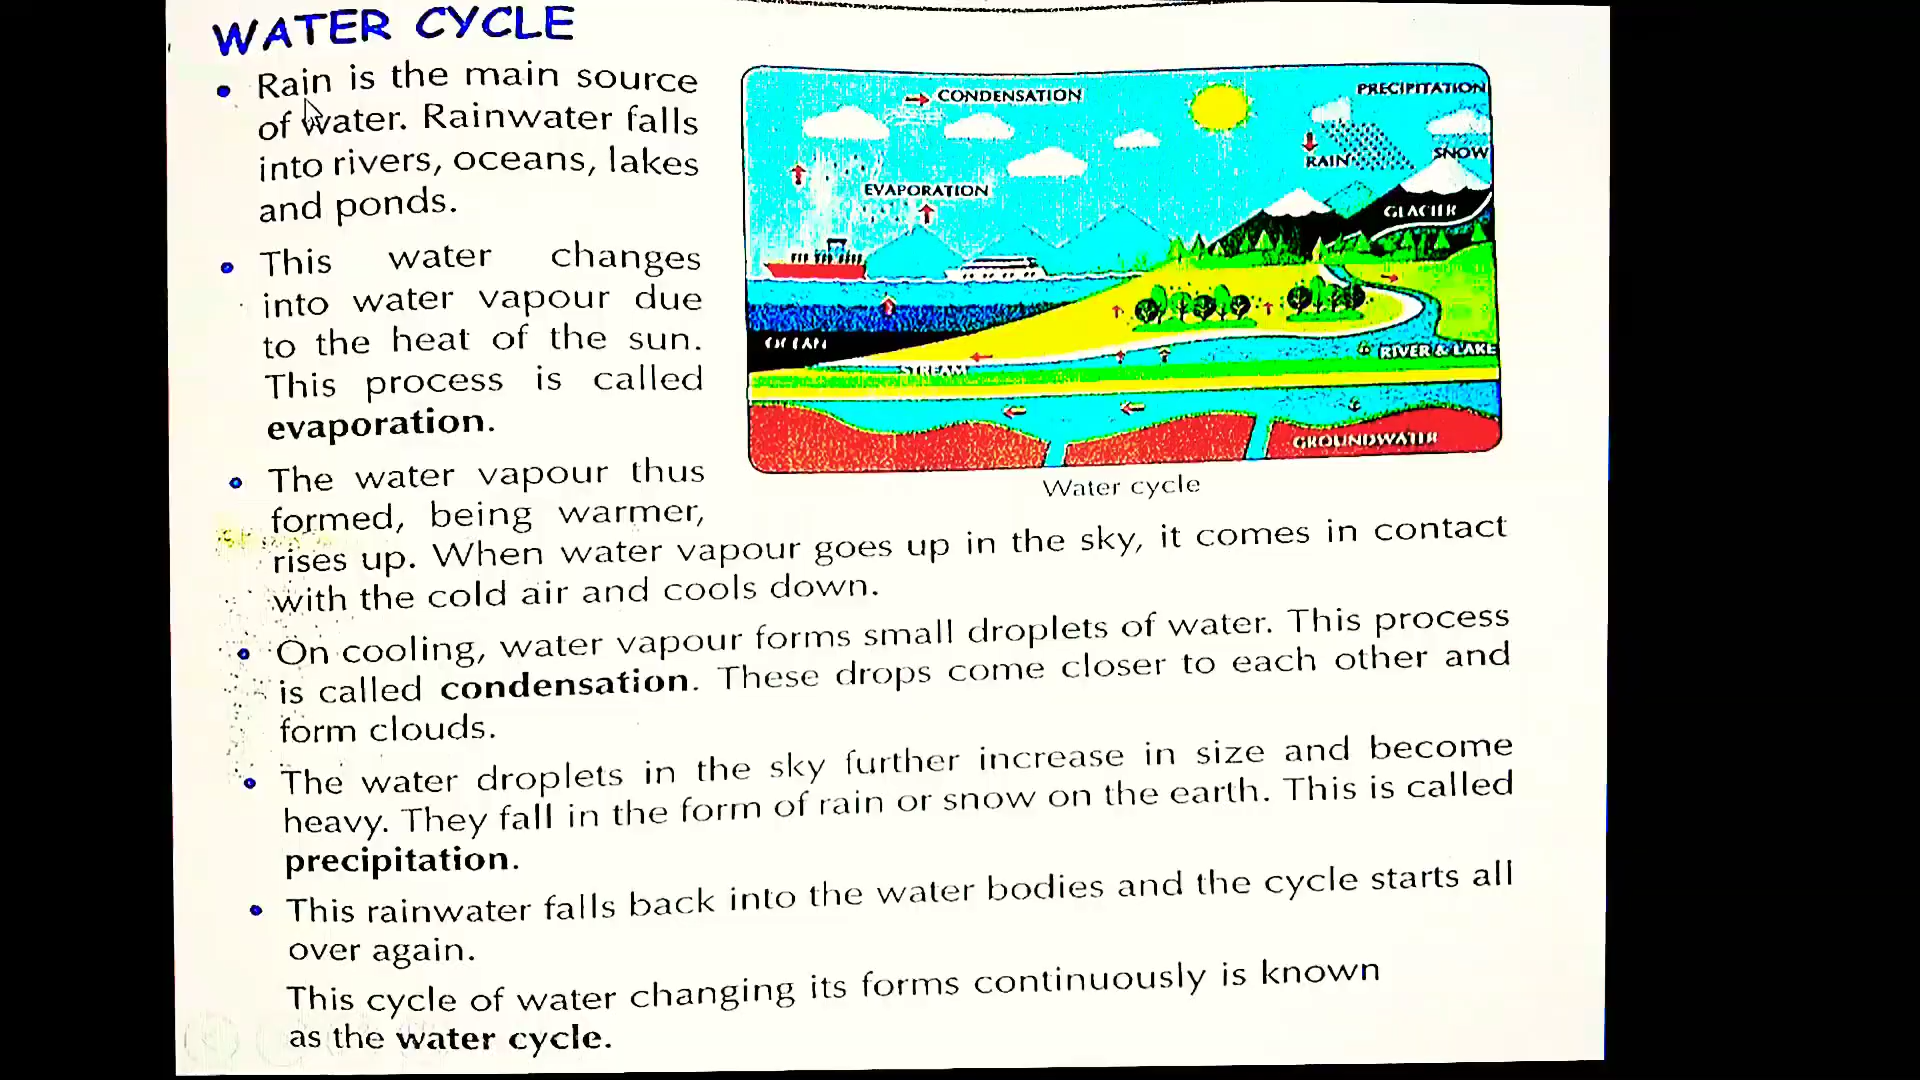 WATER CYCLE
• Rain is the main source
of water. Rainwater falls
into rivers, oceans, lakes
and ponds.
• This water changes
into water vapour due
to the heat of the sun.
This process is called
evaporation.
• The water vapour thus
formed, being warmer,
rises up. When water vapour goes up in the sky, it comes in contact
with the cold air and cools down.
• On cooling, water vapour forms small droplets of water. This process
is called condensation. These drops come closer to each other and
form clouds.
• The water droplets in the sky further increase in size and become
heavy. They fall in the form of rain or snow on the earth. This is called
precipitation.
• This rainwater falls back into the water bodies and the cycle starts all
over again.
This cycle of water changing its forms continuously is known
as the water cycle.
CONDENSATION
PRECIPITATION
RAIN
SNOW
EVAPORATION
GLACIER
OCEAN
RIVER & LAKE
STREAM
GROUNDWATER
Water cycle